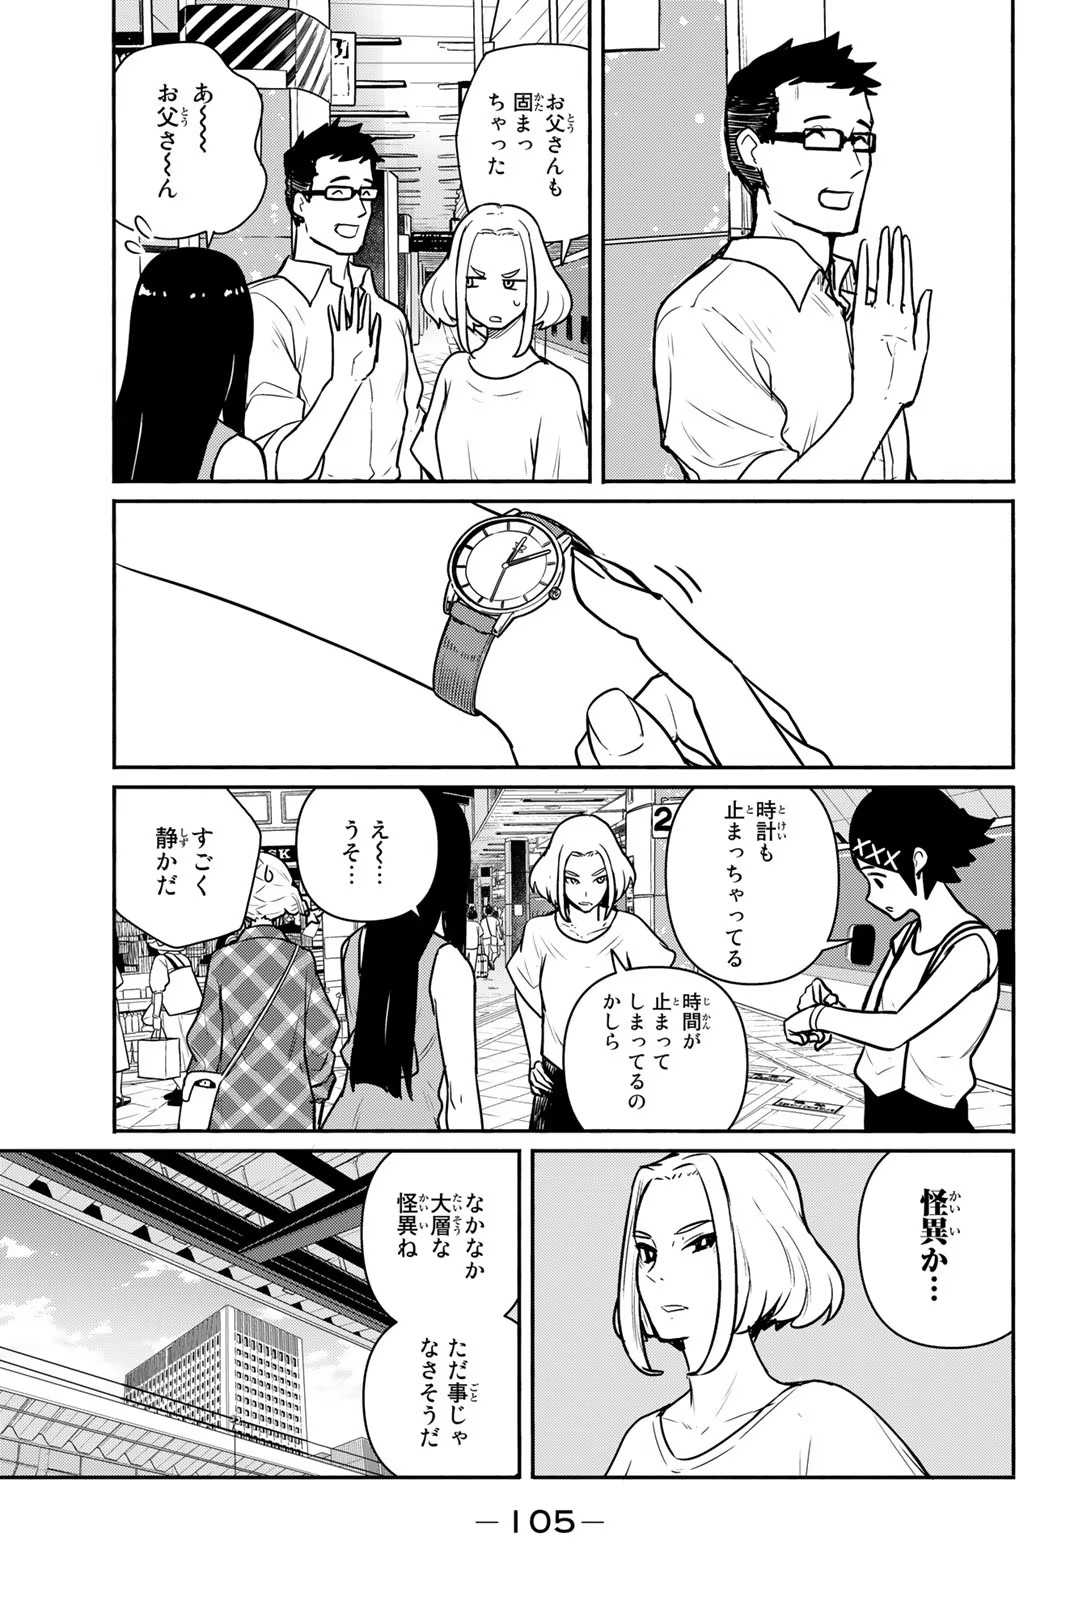 お父さんも
固まっ
ちゃった
あ〜〜
お父さ〜ん
時計も
止まっちゃってる
時間が
止まって
しまってるの
かしら
2
え〜…
うそ…
すごく
静かだ
怪異か…
なかなか
大層な
怪異ね
ただ事じゃ
なさそうだ
—105—